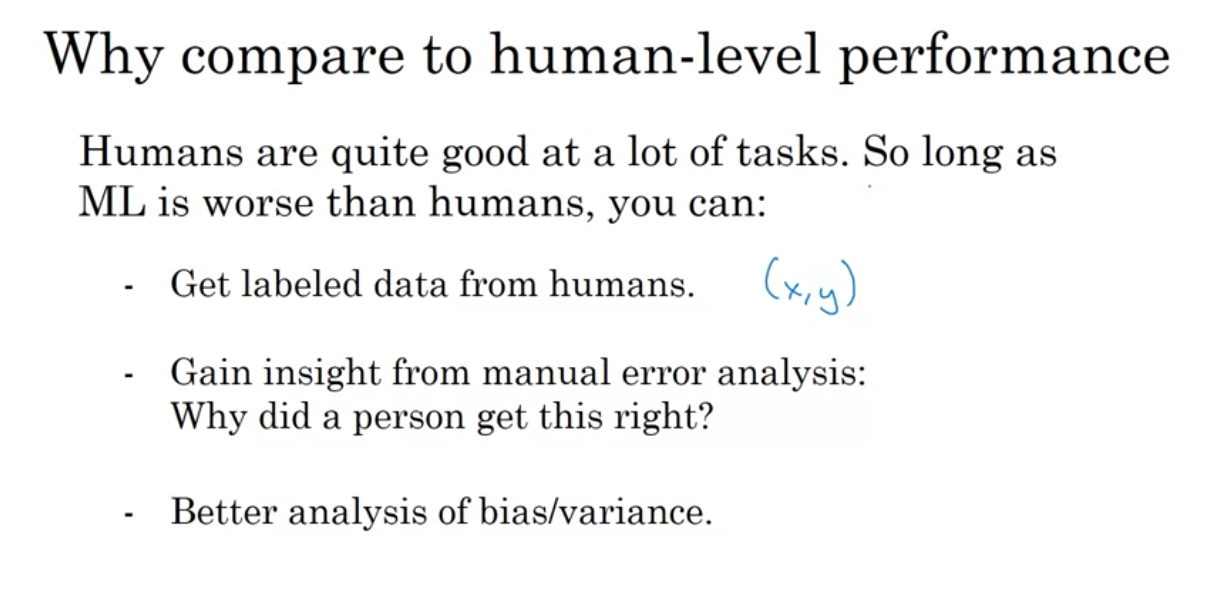 Why compare to human-level performance
Humans are quite good at a lot of tasks. So long as
ML is worse than humans, you can:
- Get labeled data from humans. (x,y)
- Gain insight from manual error analysis:
Why did a person get this right?
- Better analysis of bias/variance.